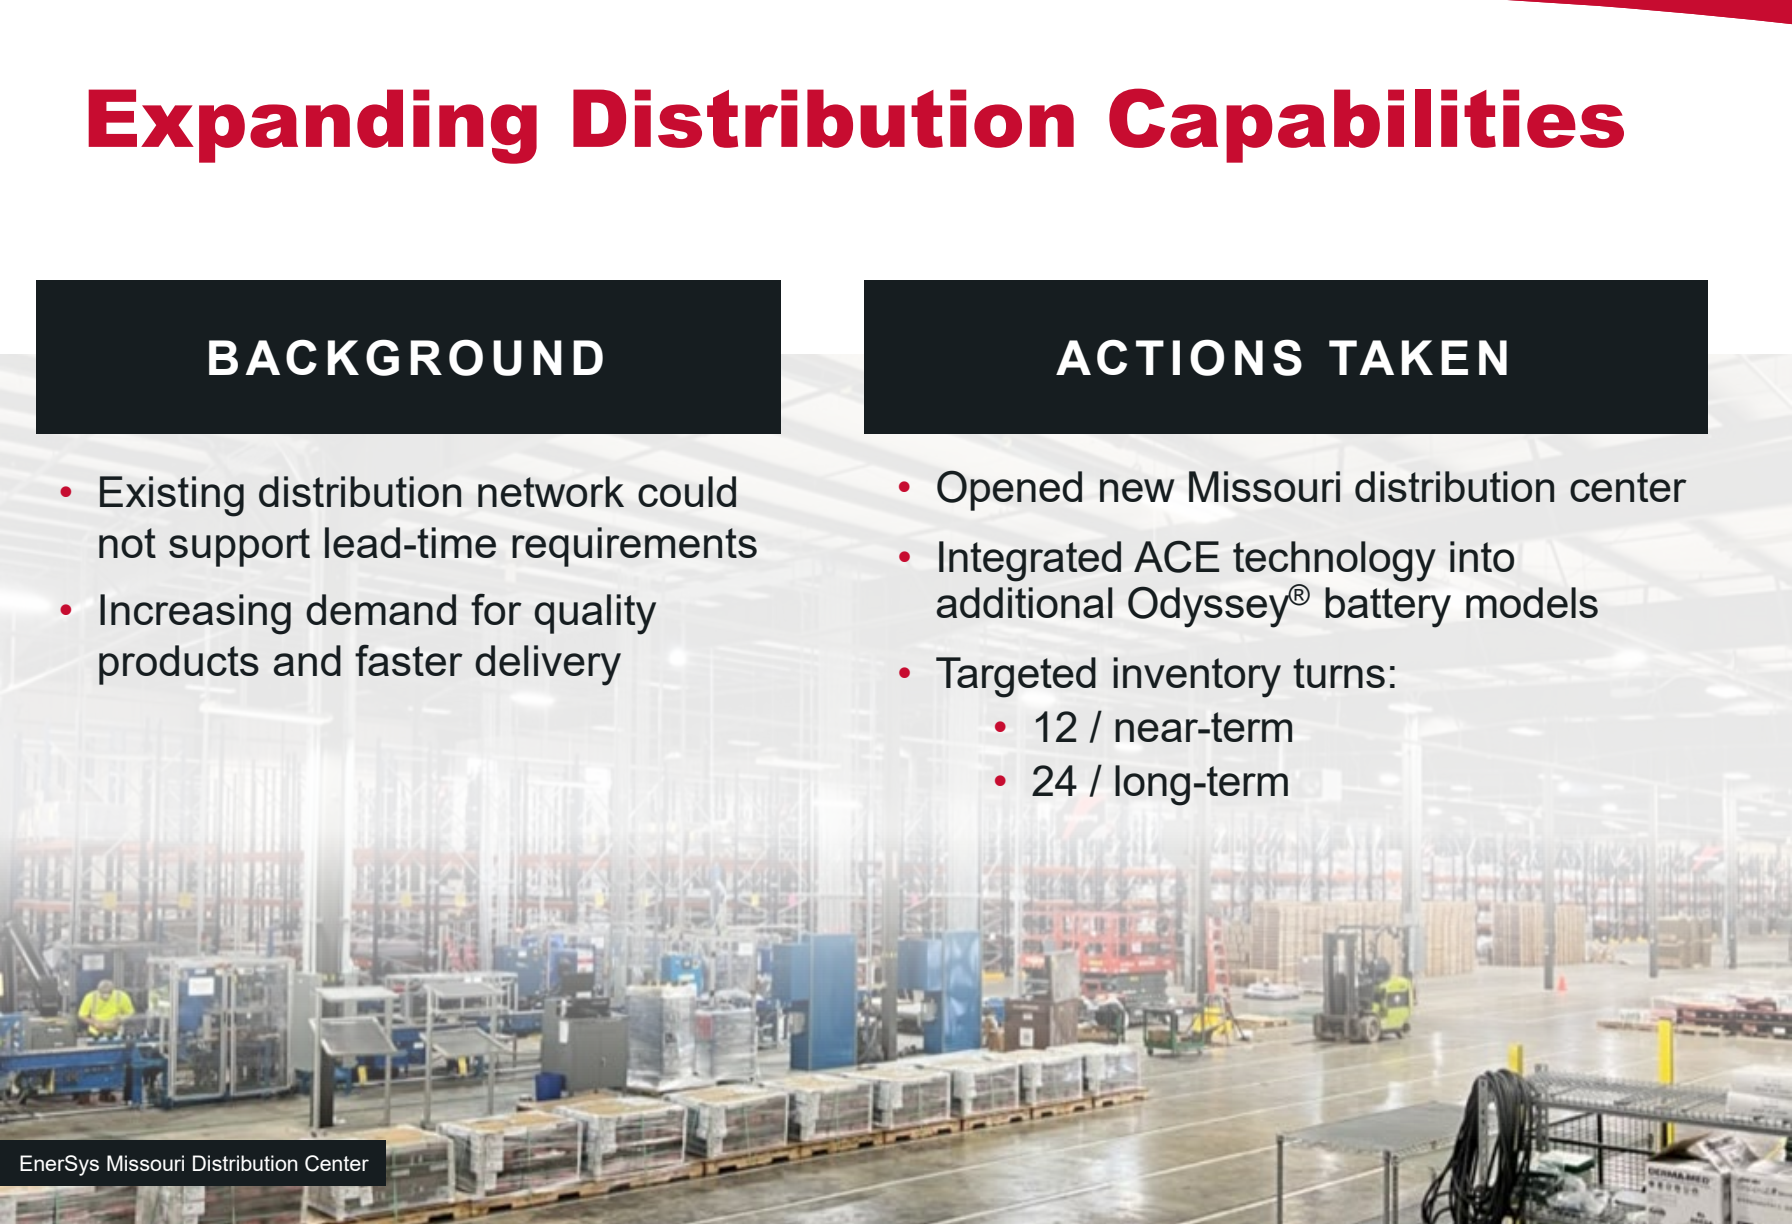 Expanding Distribution Capabilities
BACKGROUND
• Existing distribution network could
not support lead-time requirements
• Increasing demand for quality
products and faster delivery
ACTIONS TAKEN
• Opened new Missouri distribution center
• Integrated ACE technology into
additional Odyssey® battery models
• Targeted inventory turns:
• 12 / near-term
• 24 / long-term
EnerSys Missouri Distribution Center
DERMA-MED